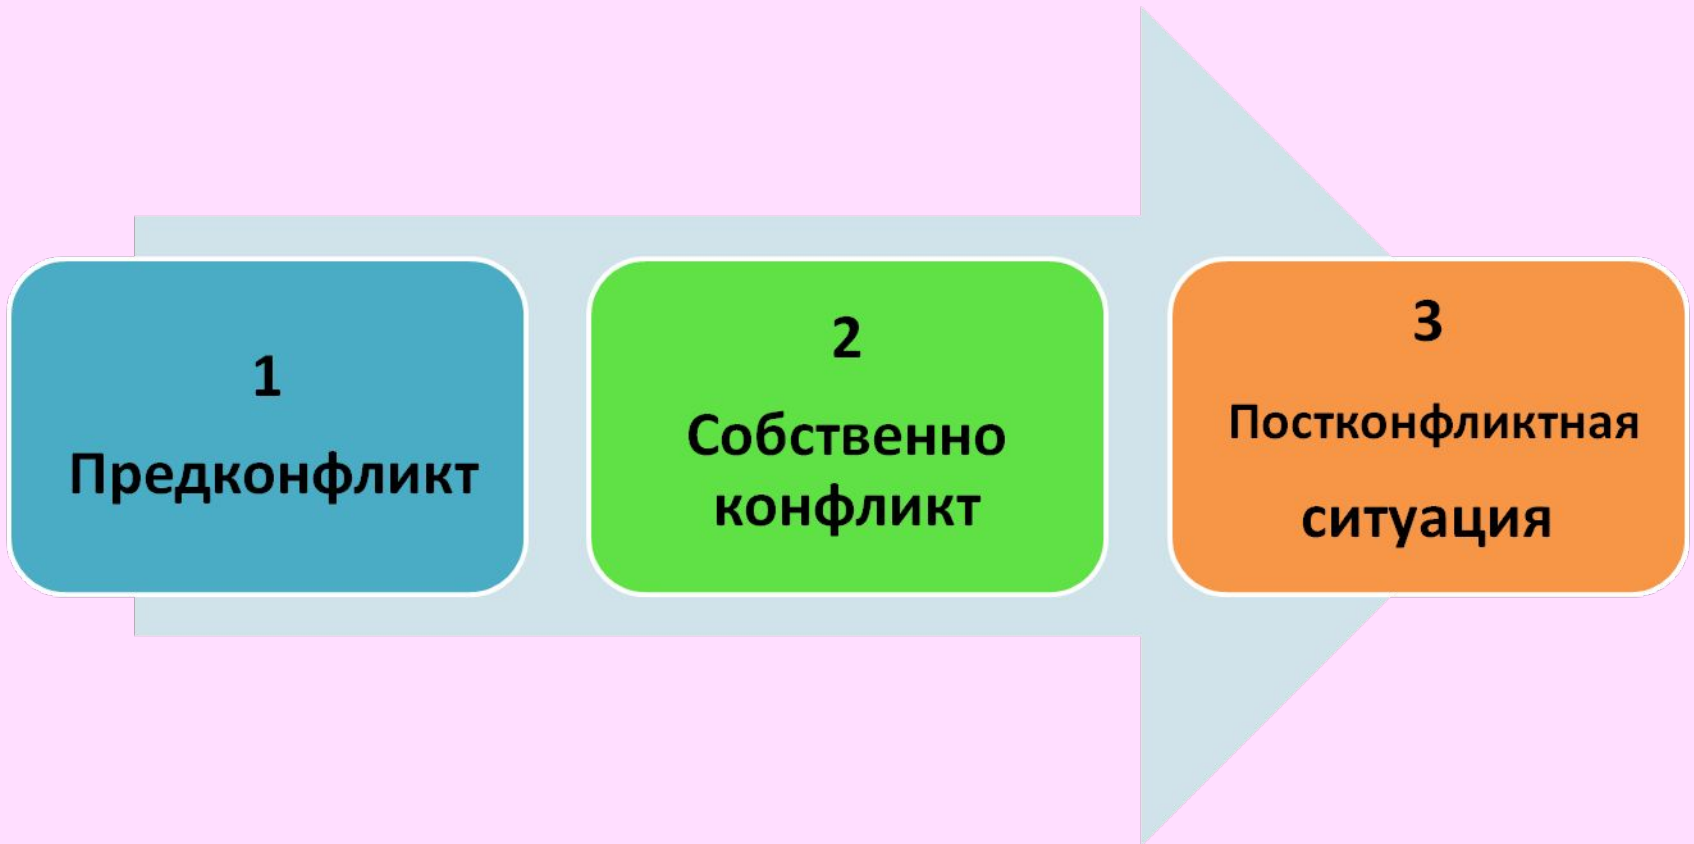 1
Предконфликт
2
Собственно
конфликт
3
Постконфликтная
ситуация